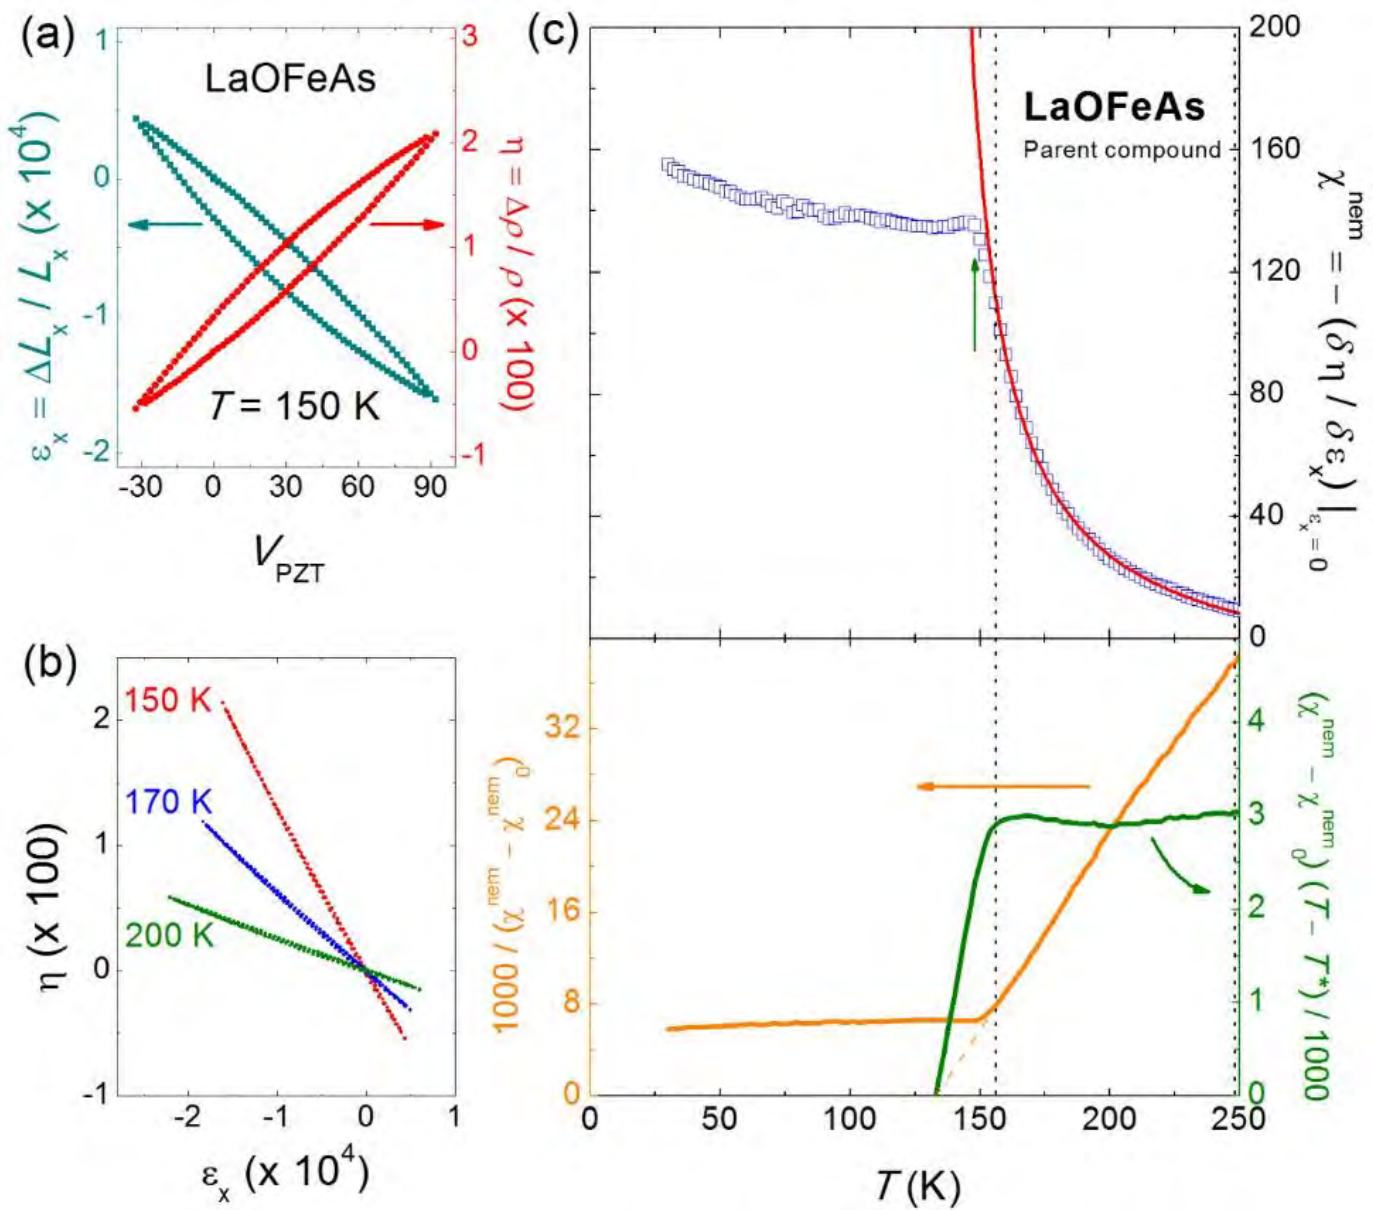 (a)
LaOFeAs
T = 150 K
1
0
-1
-2
3
2
1
0
-1
-30 0 30 60 90
V_PZT
ε_x = ΔL_x / L_x (x 10^4)
η = Δρ / ρ (x 100)
(b)
150 K
170 K
200 K
2
1
0
-1
-2 -1 0 1
η (x 100)
ε_x (x 10^4)
(c)
LaOFeAs
Parent compound
200
160
120
80
40
0
χ^nem = – (δη / δε_x) |_ε_x = 0
32
24
16
8
0
4
3
2
1
0
0 50 100 150 200 250
1000 / (χ^nem – χ^nem_0)
(χ^nem – χ^nem_0) (T – T*) / 1000
T (K)